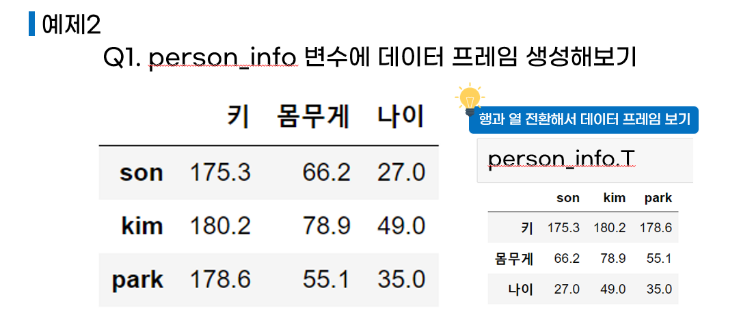 예제2
Q1. person_info 변수에 데이터 프레임 생성해보기
키 몸무게 나이
son 175.3 66.2 27.0
kim 180.2 78.9 49.0
park 178.6 55.1 35.0
행과 열 전환해서 데이터 프레임 보기
person_info.T
son kim park
키 175.3 180.2 178.6
몸무게 66.2 78.9 55.1
나이 27.0 49.0 35.0